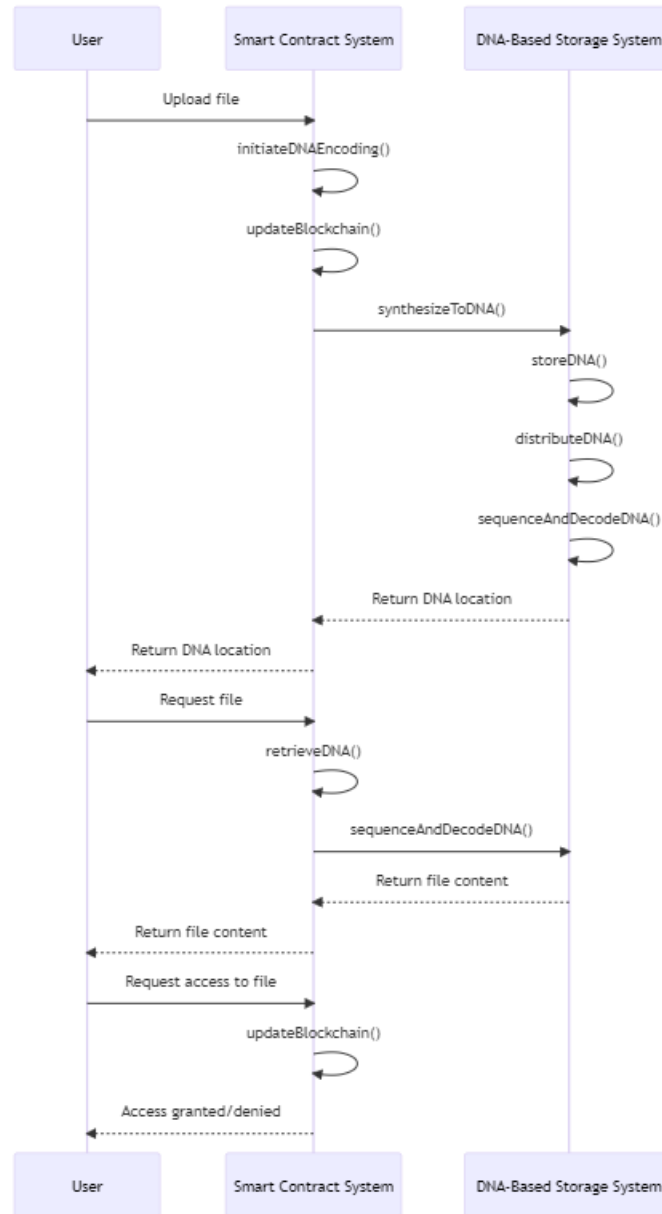 User
Smart Contract System
DNA-Based Storage System
Upload file
initiateDNAEncoding()
updateBlockchain()
synthesizeToDNA()
storeDNA()
distributeDNA()
sequenceAndDecodeDNA()
Return DNA location
Return DNA location
Request file
retrieveDNA()
sequenceAndDecodeDNA()
Return file content
Return file content
Request access to file
updateBlockchain()
Access granted/denied
User
Smart Contract System
DNA-Based Storage System